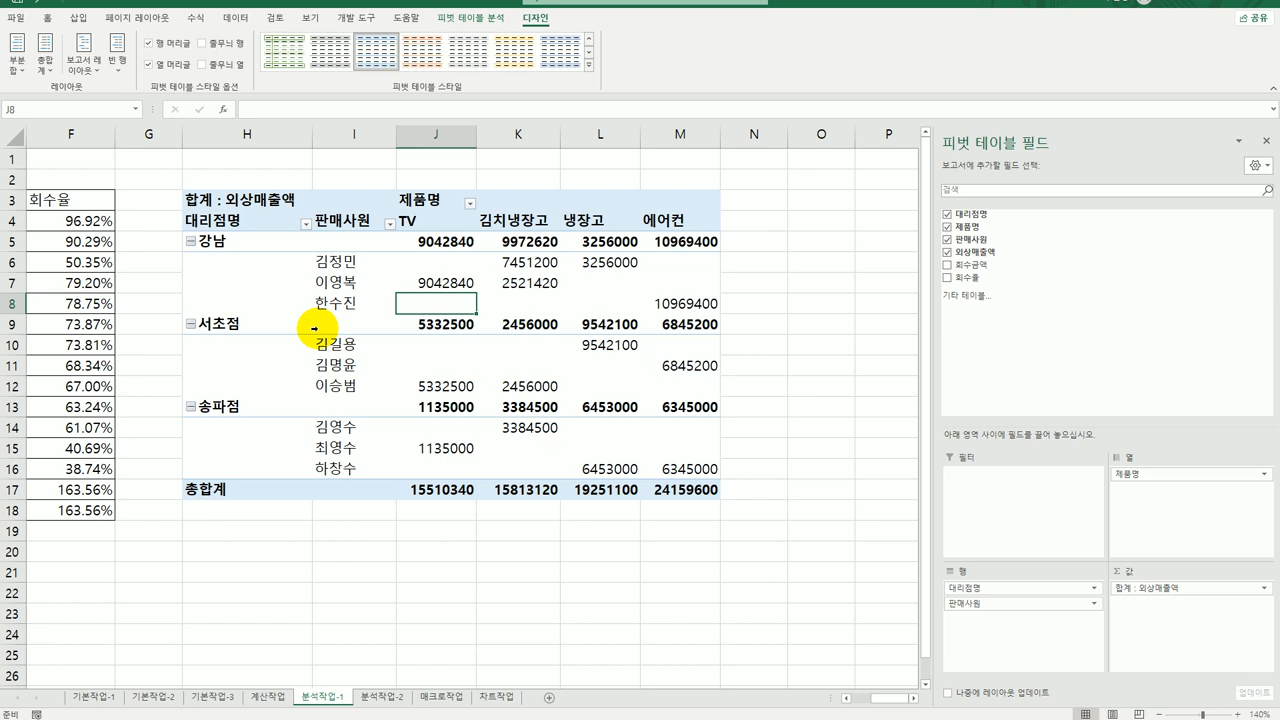 파일 홈 삽입 페이지 레이아웃 수식 데이터 검토 보기 개발 도구 도움말 피벗 테이블 분석 디자인 공유
부분합 총합계 보고서 레이아웃 빈 행
행 머리글 줄무늬 행
열 머리글 줄무늬 열
레이아웃 피벗 테이블 스타일 옵션 피벗 테이블 스타일
J8 fx
F G H I J K L M N O P
1
2
3 회수율 합계 : 외상매출액 제품명
4 96.92% 대리점명 판매사원 TV 김치냉장고 냉장고 에어컨
5 90.29% 강남 9042840 9972620 3256000 10969400
6 50.35% 김정민 7451200 3256000
7 79.20% 이영복 9042840 2521420
8 78.75% 한수진 10969400
9 73.87% 서초점 5332500 2456000 9542100 6845200
10 73.81% 김길용 9542100
11 68.34% 김명윤 6845200
12 67.00% 이승범 5332500 2456000
13 63.24% 송파점 1135000 3384500 6453000 6345000
14 61.07% 김영수 3384500
15 40.69% 최영수 1135000
16 38.74% 하창수 6453000 6345000
17 163.56% 총합계 15510340 15813120 19251100 24159600
18 163.56%
19
20
21
22
23
24
25
26
피벗 테이블 필드
보고서에 추가할 필드 선택:
검색
대리점명
제품명
판매사원
외상매출액
회수금액
회수율
기타 테이블...
아래 영역 사이에 필드를 끌어 놓으십시오.
필터 열
제품명
행 Σ 값
대리점명 합계 : 외상매출액
판매사원
나중에 레이아웃 업데이트 업데이트
기본작업-1 기본작업-2 기본작업-3 계산작업 분석작업-1 분석작업-2 매크로작업 차트작업
준비 140%